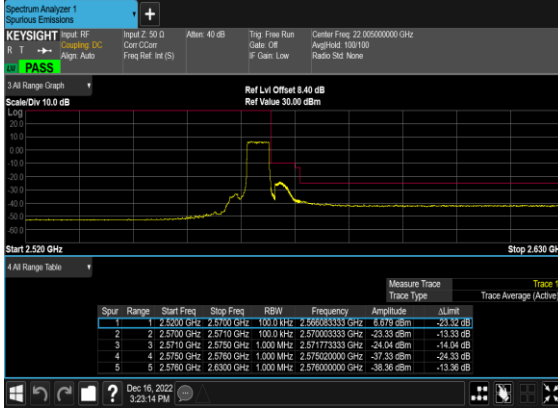 Spectrum Analyzer 1
Spurious Emissions
+
KEYSIGHT Input: RF Input Z: 50 Ω Atten: 40 dB Trig: Free Run Center Freq: 22.005000000 GHz
R T Coupling: DC Corr CCorr Gate: Off Avg|Hold: 100/100
Align: Auto Freq Ref: Int (S) IF Gain: Low Radio Std: None
PASS
3 All Range Graph
Ref Lvl Offset 8.40 dB
Scale/Div 10.0 dB Ref Value 30.00 dBm
Log
20.0
10.0
0.00
-10.0
-20.0
-30.0
-40.0
-50.0
-60.0
Start 2.520 GHz Stop 2.630 GH
4 All Range Table
Measure Trace Trace 1
Trace Type Trace Average (Active)
Spur Range Start Freq Stop Freq RBW Frequency Amplitude ΔLimit
1 1 2.5200 GHz 2.5700 GHz 100.0 kHz 2.566083333 GHz 6.679 dBm -23.32 dB
2 2 2.5700 GHz 2.5710 GHz 100.0 kHz 2.570003333 GHz -23.33 dBm -13.33 dB
3 3 2.5710 GHz 2.5750 GHz 1.000 MHz 2.571773333 GHz -24.04 dBm -14.04 dB
4 4 2.5750 GHz 2.5760 GHz 1.000 MHz 2.575020000 GHz -37.33 dBm -24.33 dB
5 5 2.5760 GHz 2.6300 GHz 1.000 MHz 2.576000000 GHz -38.36 dBm -13.36 dB
? Dec 16, 2022
3:23:14 PM